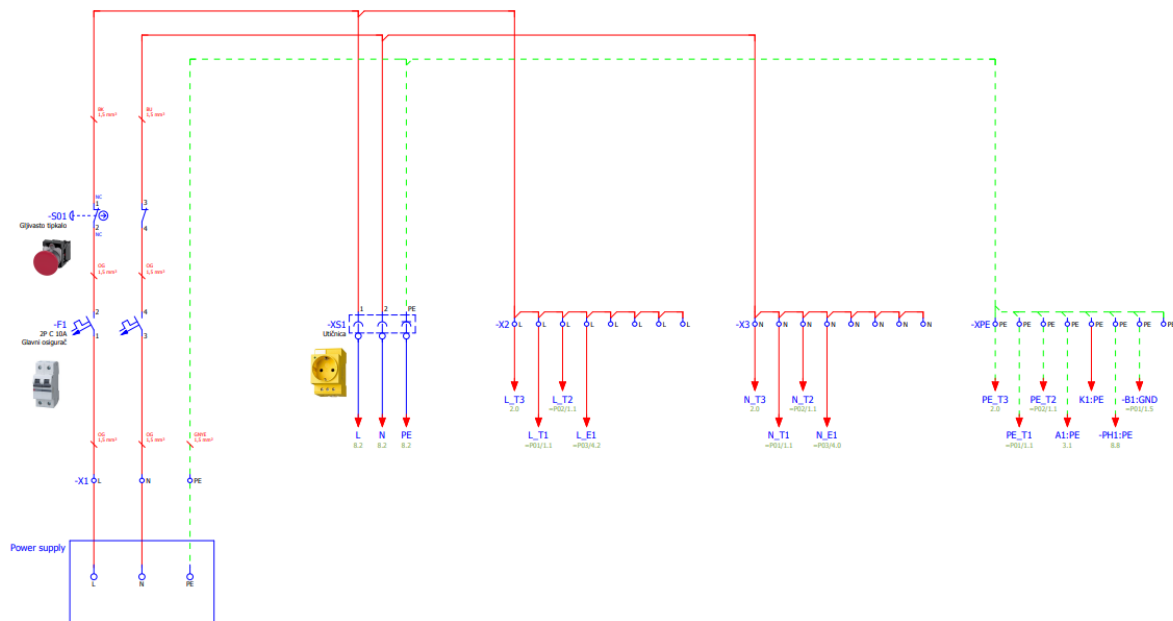 BK
1,5 mm²
BU
1,5 mm²
NC
1
3
-S01
Gljivasto tipkalo
2
4
NC
OG
1,5 mm²
OG
1,5 mm²
2
4
-F1
2P C 10A
Glavni osigurač
1
3
1
2
PE
-XS1
Utičnica
-X2
L
L
L
L
L
L
L
L
-X3
N
N
N
N
N
N
N
N
-XPE
PE
PE
PE
PE
PE
PE
PE
PE
L_T3
2.0
L_T2
=P02/1.1
N_T3
2.0
N_T2
=P02/1.1
PE_T3
2.0
PE_T2
=P02/1.1
K1:PE
-B1:GND
=P01/1.5
L
8.2
N
8.2
PE
8.2
L_T1
=P01/1.1
L_E1
=P03/4.2
N_T1
=P01/1.1
N_E1
=P03/4.0
PE_T1
=P01/1.1
A1:PE
3.1
-PH1:PE
8.8
OG
1,5 mm²
OG
1,5 mm²
GNYE
1,5 mm²
-X1
L
N
PE
Power supply
L
N
PE